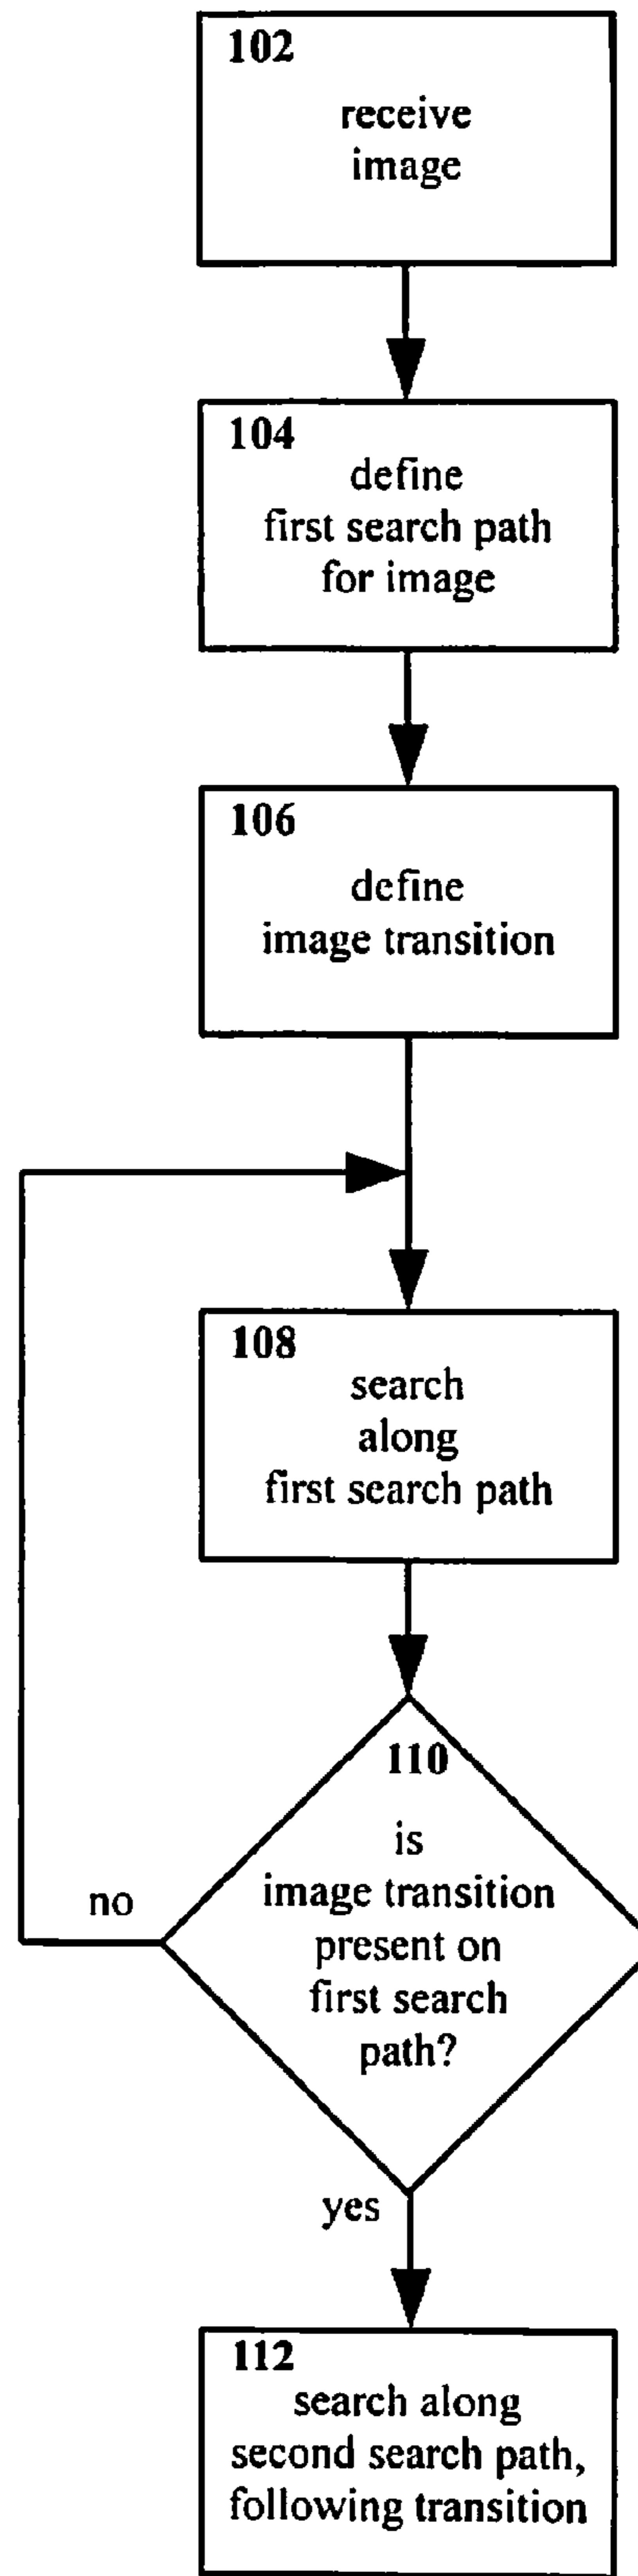 102
receive
image
104
define
first search path
for image
106
define
image transition
108
search
along
first search path
110
is
image transition
present on
first search
path?
no
yes
112
search along
second search path,
following transition